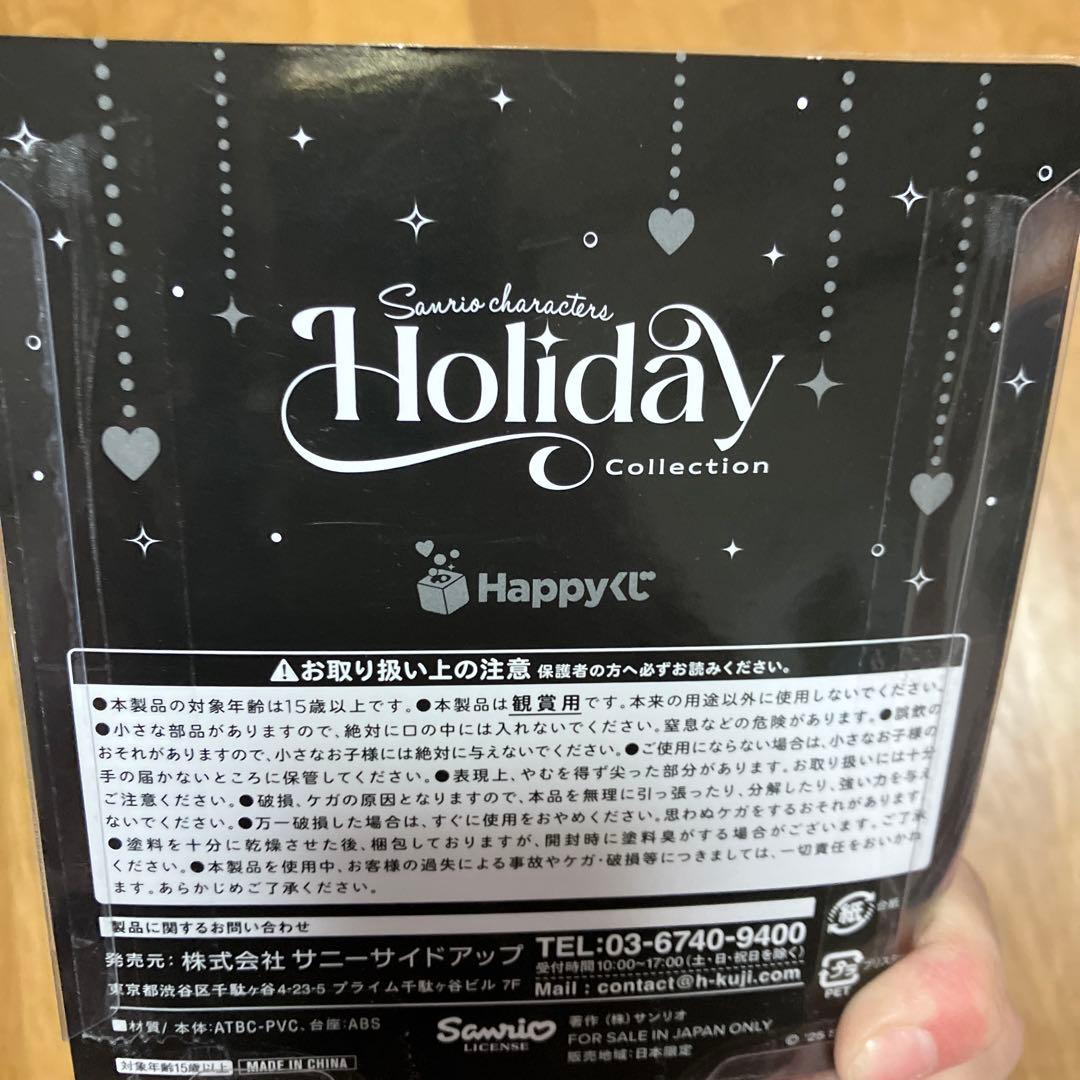 Sanrio characters
Holiday
Collection
Happyくじ
お取り扱い上の注意 保護者の方へ必ずお読みください。
●本製品の対象年齢は15歳以上です。●本製品は観賞用です。本来の用途以外に使用しないでください。
●小さな部品がありますので、絶対に口の中には入れないでください。窒息などの危険があります。●誤飲の
おそれがありますので、小さなお子様には絶対に与えないでください。●ご使用にならない場合は、小さなお子様の
手の届かないところに保管してください。●表現上、やむを得ず尖った部分があります。お取り扱いには十分
ご注意ください。●破損、ケガの原因となりますので、本品を無理に引っ張ったり、分解したり、強い力を与え
ないでください。●万一破損した場合は、すぐに使用をおやめください。思わぬケガをするおそれがあります。
●塗料を十分に乾燥させた後、梱包しておりますが、開封時に塗料臭がする場合がございます。ご了承
ください。●本製品を使用中、お客様の過失による事故やケガ・破損等につきましては、一切責任をおいかね
ます。あらかじめご了承ください。
製品に関するお問い合わせ
発売元：株式会社 サニーサイドアップ
東京都渋谷区千駄ヶ谷4-23-5 プライム千駄ヶ谷ビル 7F
TEL:03-6740-9400
受付時間10:00~17:00(土・日・祝日を除く)
Mail : contact@h-kuji.com
紙 台紙
PET
■材質/ 本体:ATBC-PVC、台座:ABS
対象年齢15歳以上 MADE IN CHINA
Sanrio
LICENSE
著作(株)サンリオ
FOR SALE IN JAPAN ONLY
販売地域:日本限定
© '25